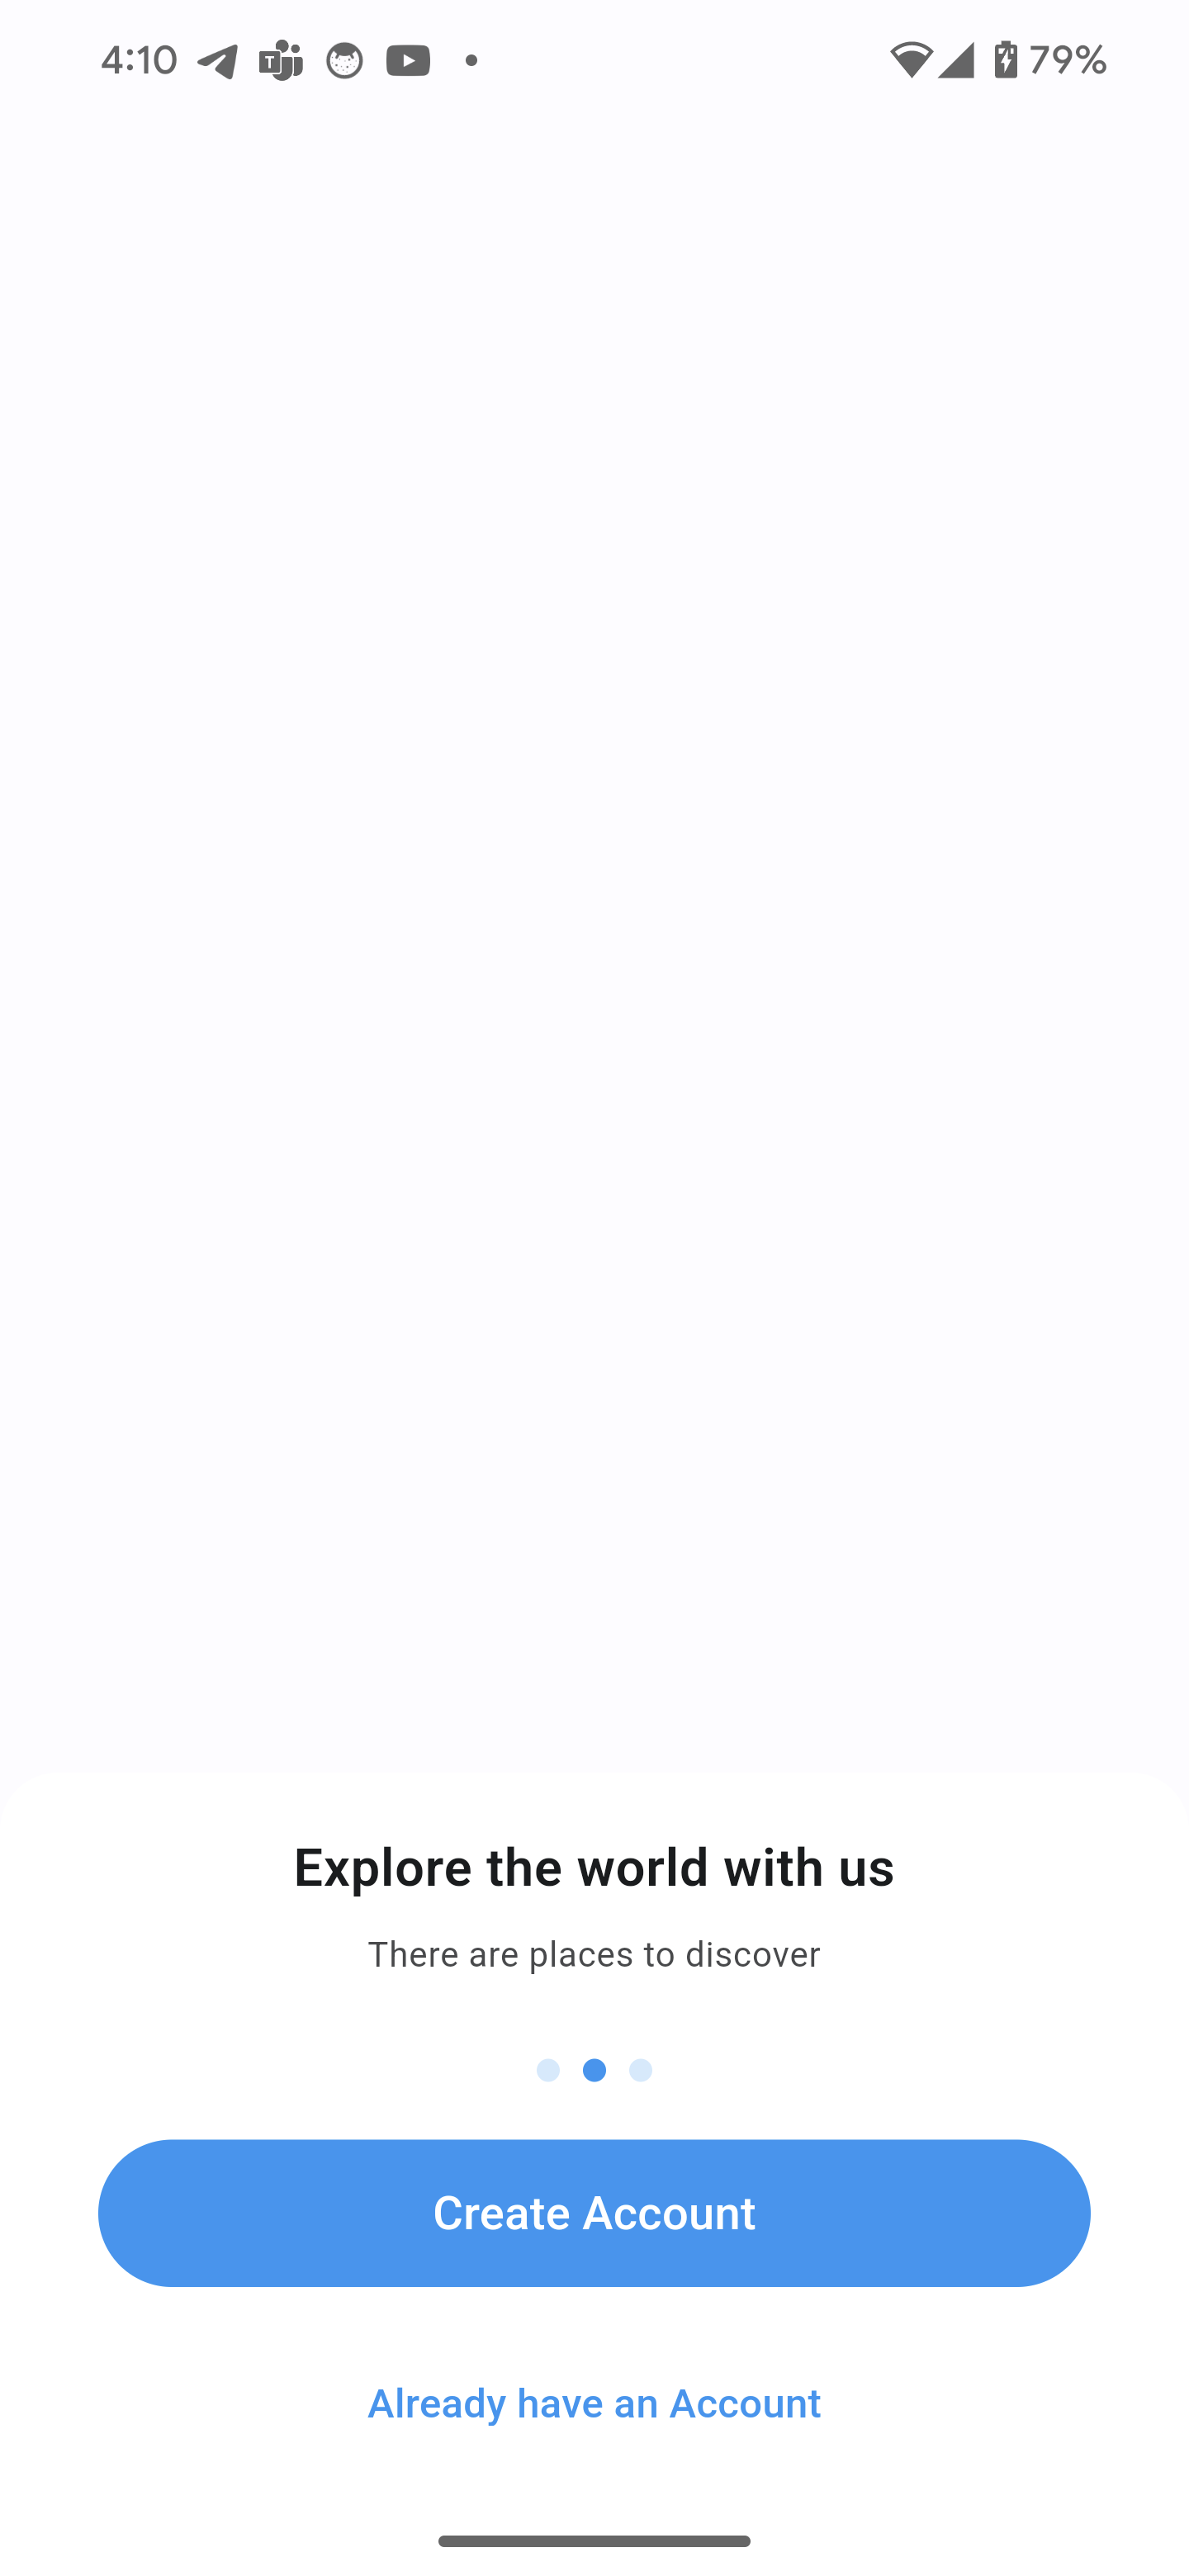 4:10
79%
Explore the world with us
There are places to discover
Create Account
Already have an Account